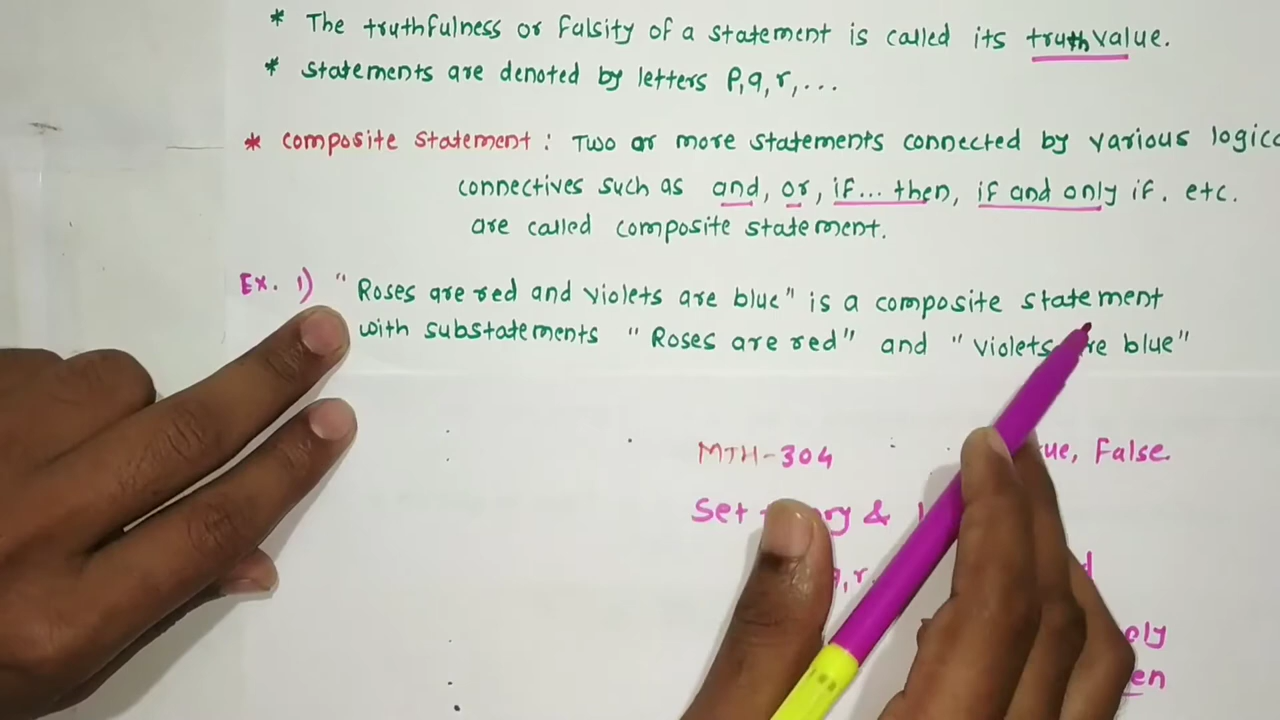 * The truthfulness or Falsity of a statement is called its truth value.
* Statements are denoted by letters P, q, r, ...
* Composite Statement : Two or more statements connected by various
connectives such as and, or, if... then, if and only if. etc.
are called composite statement.
Ex. 1) "Roses are red and violets are blue" is a composite statement
with substatements "Roses are red" and "violets are blue"
MTH-304 False
Set &